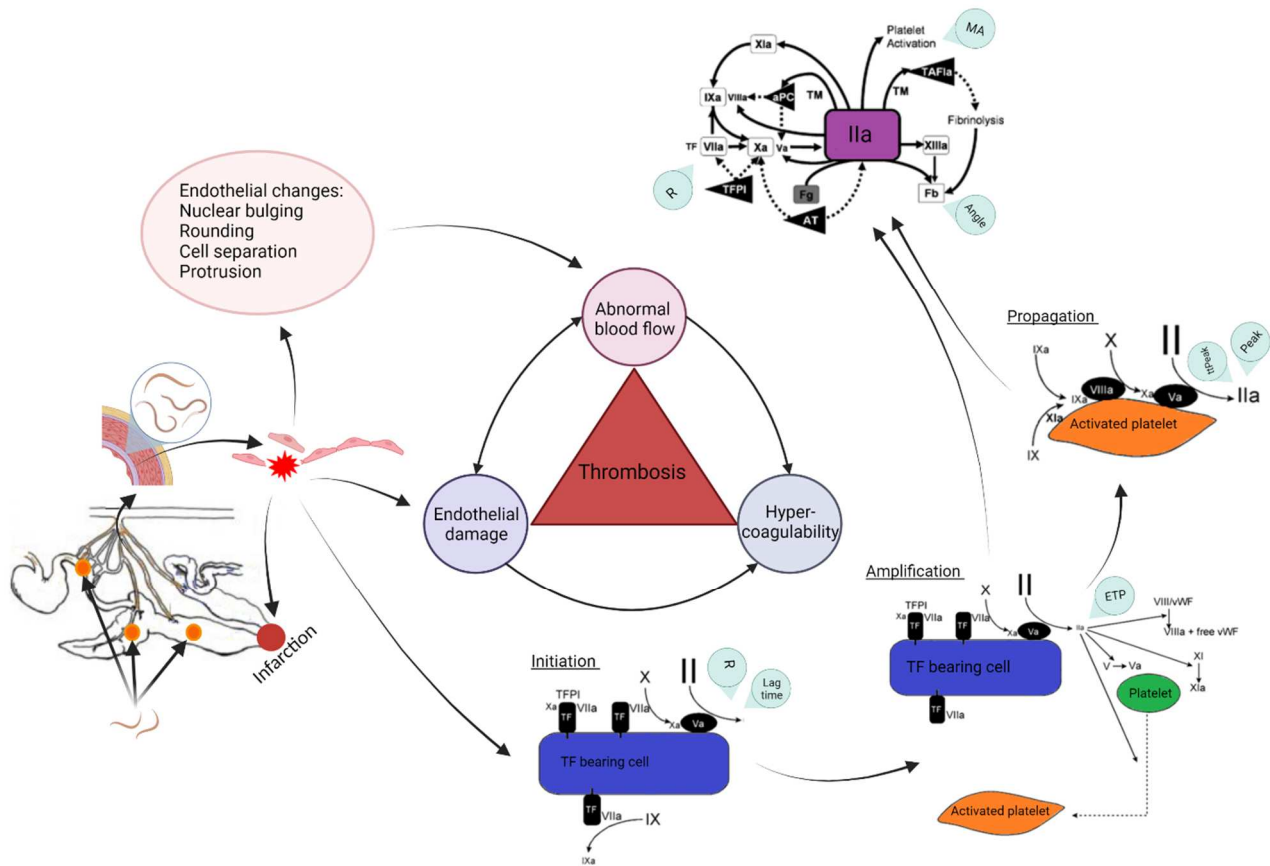 Platelet
Activation
MA
XIa
TAFIa
TM
TM
IXa
VIIIa
aPC
Fibrinolysis
IIa
TF
VIIa
Xa
Va
XIIIa
R
TFPI
Fg
Fb
AT
Angle
Endothelial changes:
Nuclear bulging
Rounding
Cell separation
Protrusion
Abnormal
blood flow
Thrombosis
Endothelial
damage
Hyper-
coagulability
Infarction
Propagation
IXa
X
II
ttPeak
Peak
VIIIa
IXa
Xa
Va
IIa
XIa
Activated platelet
IX
Amplification
X
II
ETP
TFPI
Xa
VIIa
TF
VIIa
TF
Xa
Va
IIa
VIII/vWF
VIIIa + free vWF
V
Va
XI
XIa
TF bearing cell
Platelet
TF
VIIa
Activated platelet
Initiation
X
II
R
Lag
time
TFPI
Xa
VIIa
TF
VIIa
TF
Xa
Va
TF bearing cell
TF
VIIa
IX
IXa